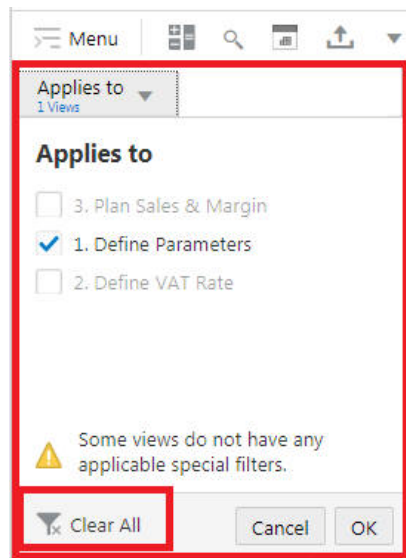 Menu
Applies to
1 Views
Applies to
3. Plan Sales & Margin
1. Define Parameters
2. Define VAT Rate
Some views do not have any
applicable special filters.
Clear All Cancel OK